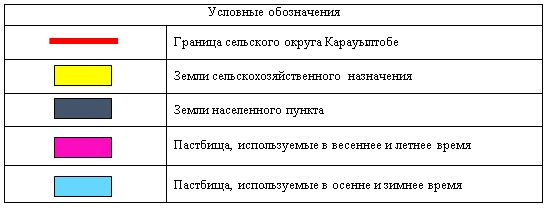 Условные обозначения
Граница сельского округа Карауылтобе
Земли сельскохозяйственного назначения
Земли населенного пункта
Пастбища, используемые в весеннее и летнее время
Пастбища, используемые в осенне и зимнее время